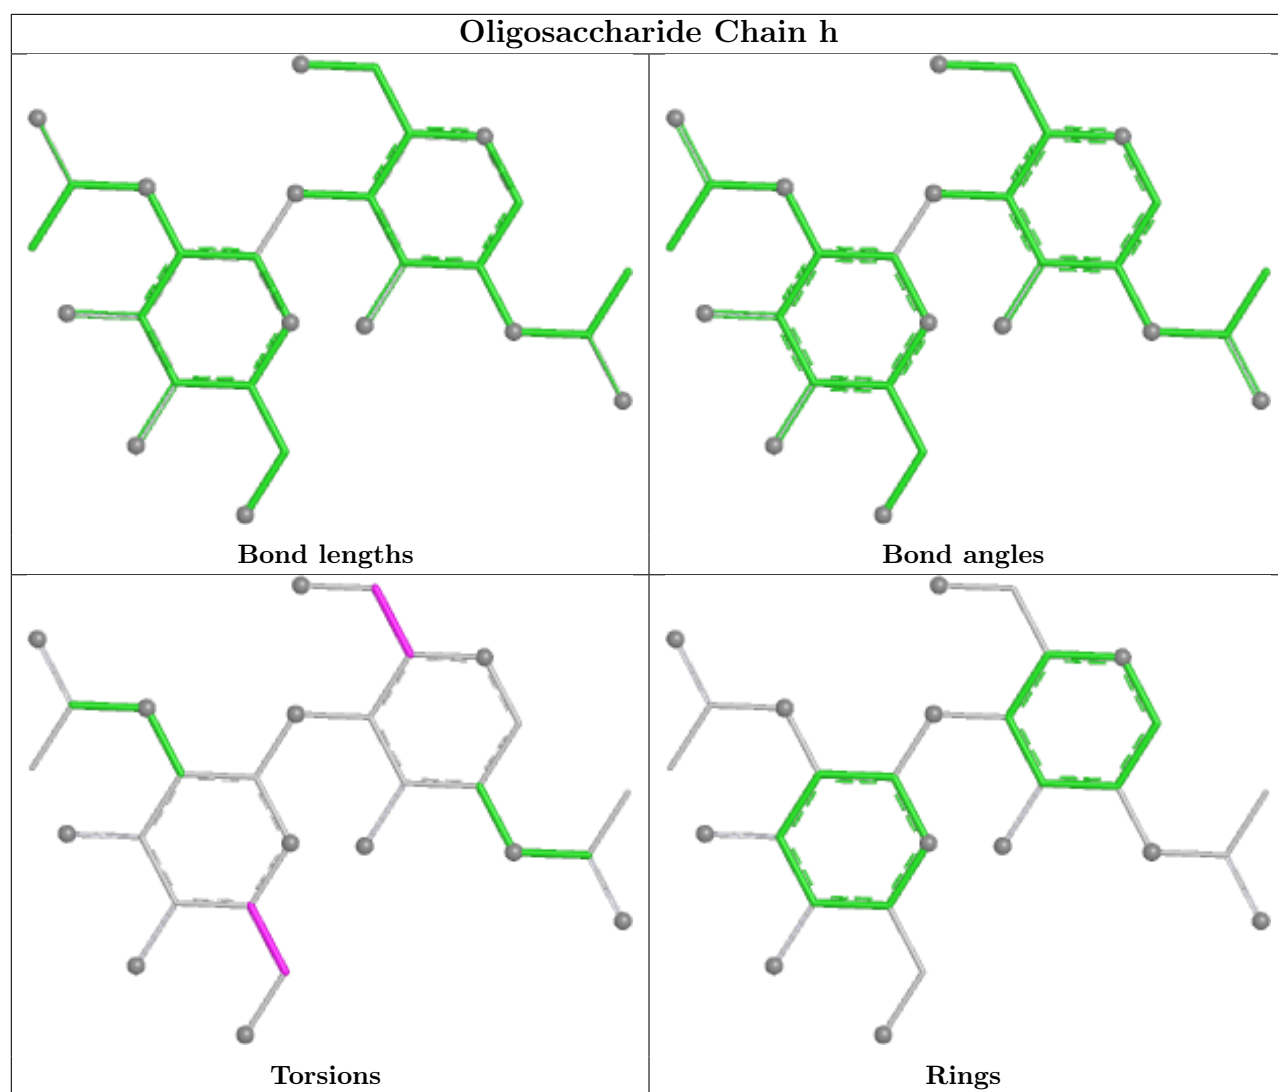 Oligosaccharide Chain h
Bond lengths
Bond angles
Torsions
Rings